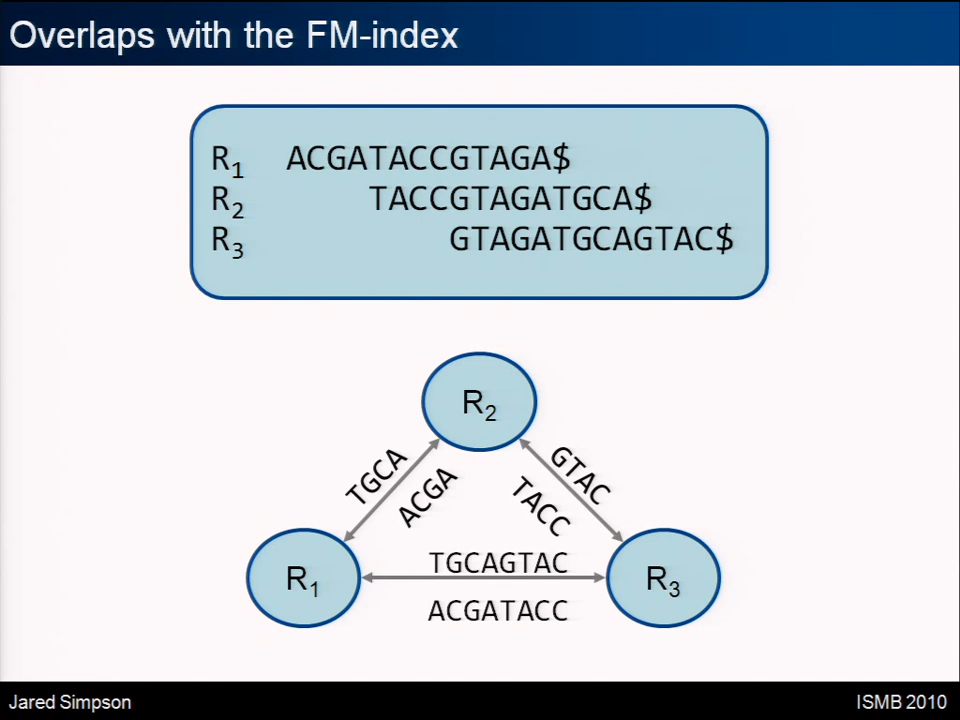 Overlaps with the FM-index
R1 ACGATACCGTAGA$
R2 TACCGTAGATGCA$
R3 GTAGATGCAGTAC$
R2
TGCA
ACGA
GTAC
TACC
TGCAGTAC
R1
R3
ACGATACC
Jared Simpson
ISMB 2010